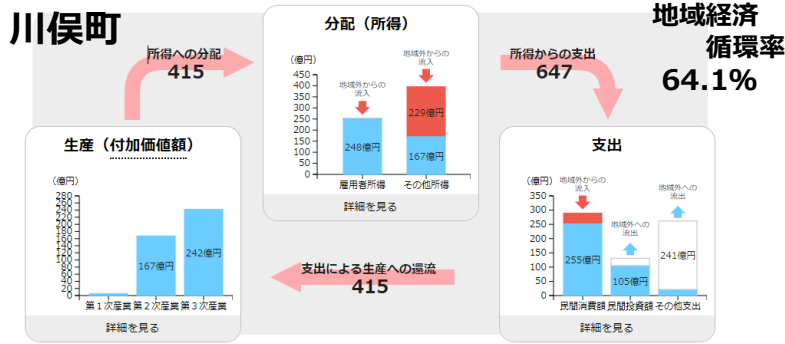 川俣町
地域経済
循環率
64.1%
所得への分配
415
分配（所得）
(億円)
地域外からの
流入
地域外からの
流入
450
400
350
300
250
200
150
100
50
0
229億円
248億円
167億円
雇用者所得
その他所得
詳細を見る
所得からの支出
647
生産（付加価値額）
(億円)
280
260
240
220
200
180
160
140
120
100
80
60
40
20
0
167億円
242億円
第１次産業
第２次産業
第３次産業
詳細を見る
支出による生産への還流
415
支出
(億円)
地域外からの
流入
地域外への
流出
地域外への
流出
350
300
250
200
150
100
50
0
255億円
105億円
241億円
民間消費額
民間投資額
その他支出
詳細を見る